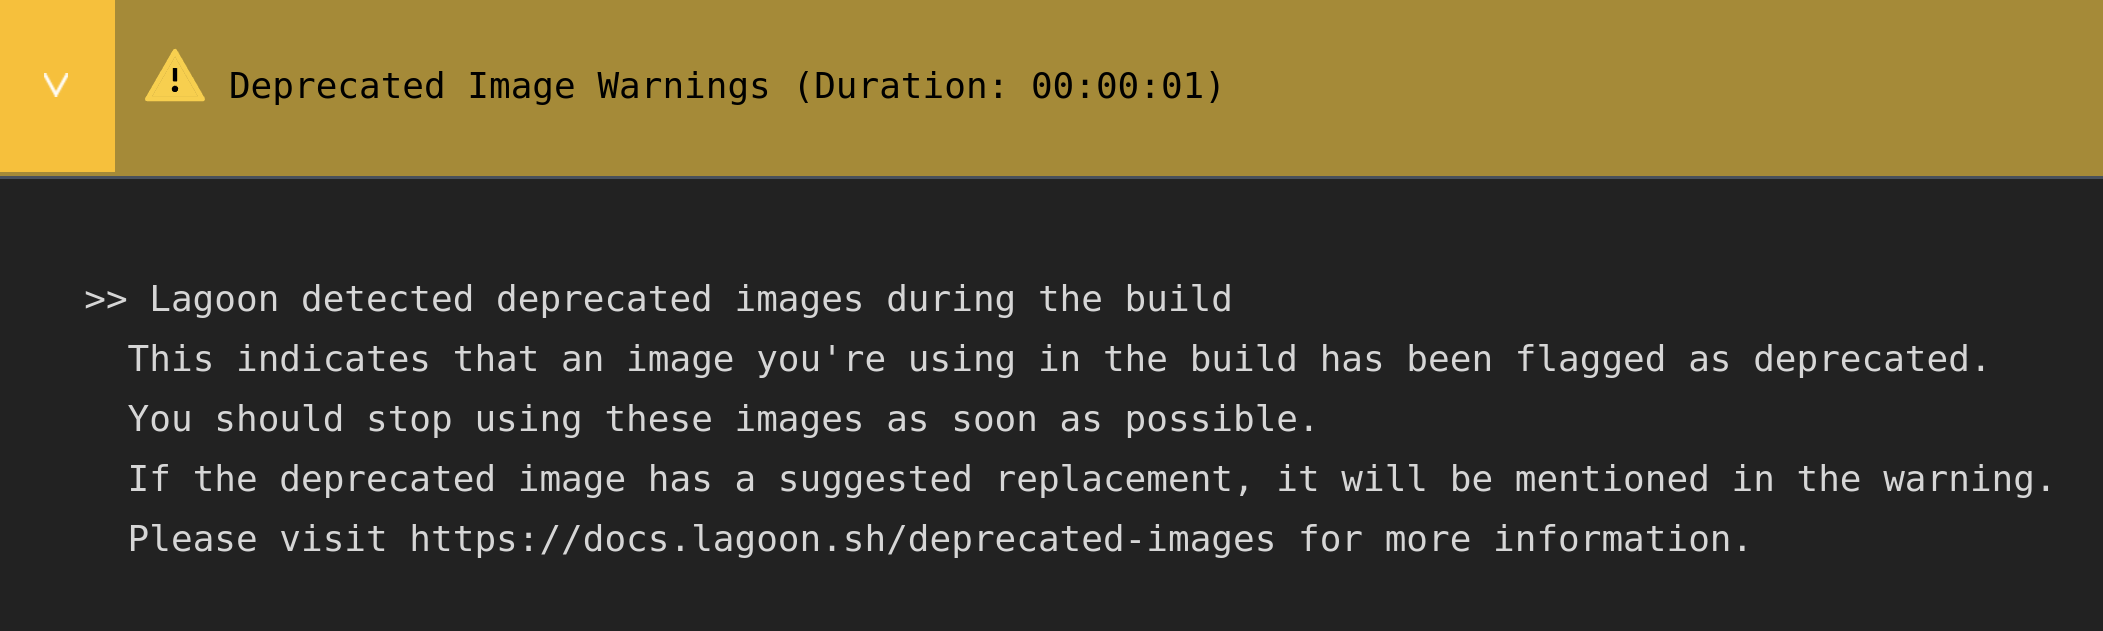 Deprecated Image Warnings (Duration: 00:00:01)
>> Lagoon detected deprecated images during the build
This indicates that an image you're using in the build has been flagged as deprecated.
You should stop using these images as soon as possible.
If the deprecated image has a suggested replacement, it will be mentioned in the warning.
Please visit https://docs.lagoon.sh/deprecated-images for more information.